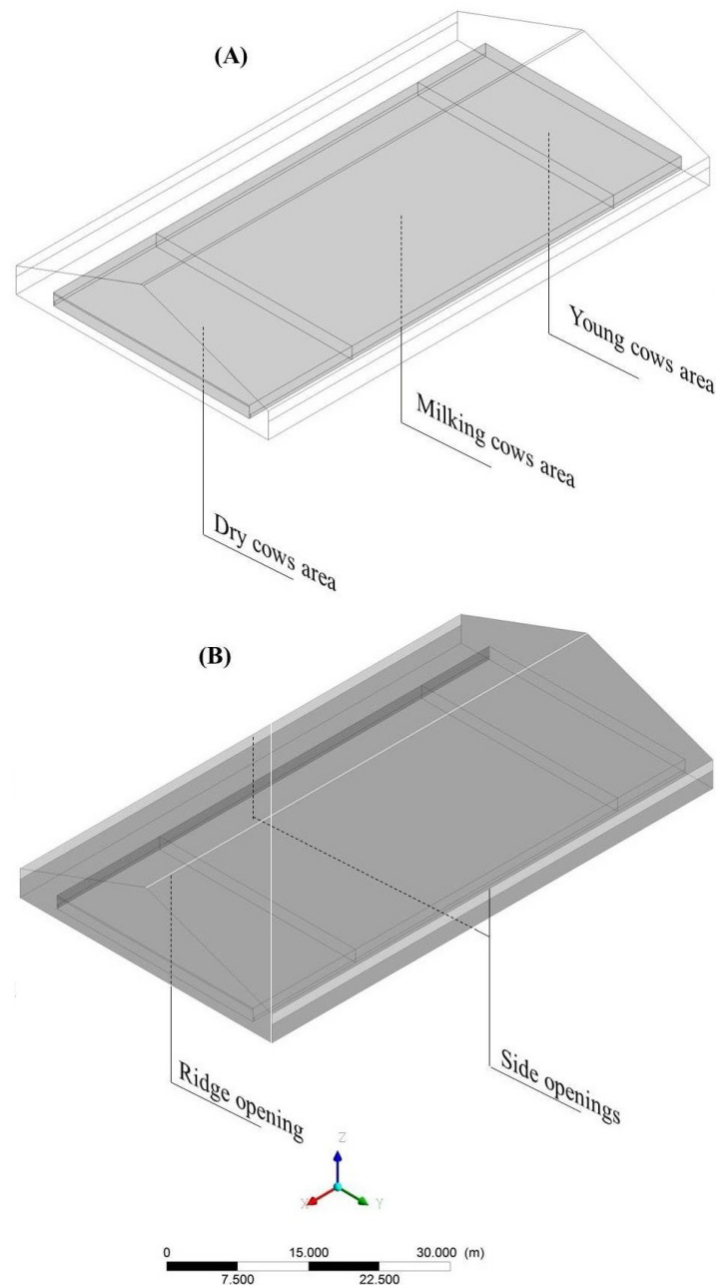 (A)
Young cows area
Milking cows area
Dry cows area
(B)
Side openings
Ridge opening
Z
X
Y
0 15.000 30.000 (m)
7.500 22.500